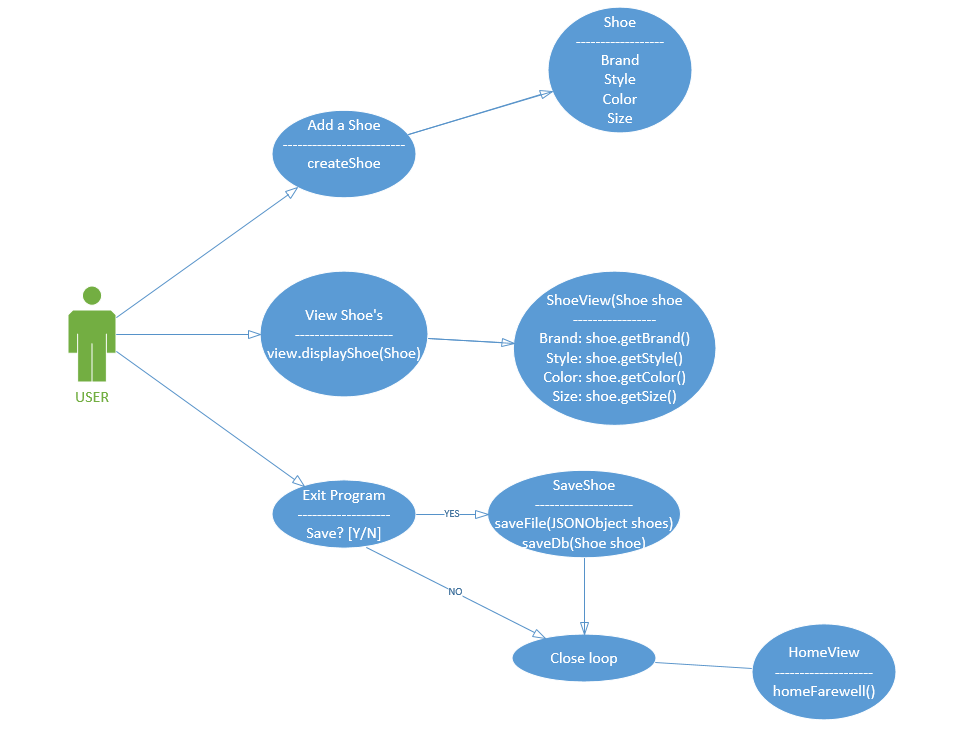 Shoe
------------------
Brand
Style
Color
Size
Add a Shoe
-------------------------
createShoe
View Shoe's
--------------------
view.displayShoe(Shoe)
ShoeView(Shoe shoe
-----------------
Brand: shoe.getBrand()
Style: shoe.getStyle()
Color: shoe.getColor()
Size: shoe.getSize()
USER
Exit Program
-------------------
Save? [Y/N]
YES
SaveShoe
--------------------
saveFile(JSONObject shoes)
saveDb(Shoe shoe)
NO
Close loop
HomeView
--------------------
homeFarewell()